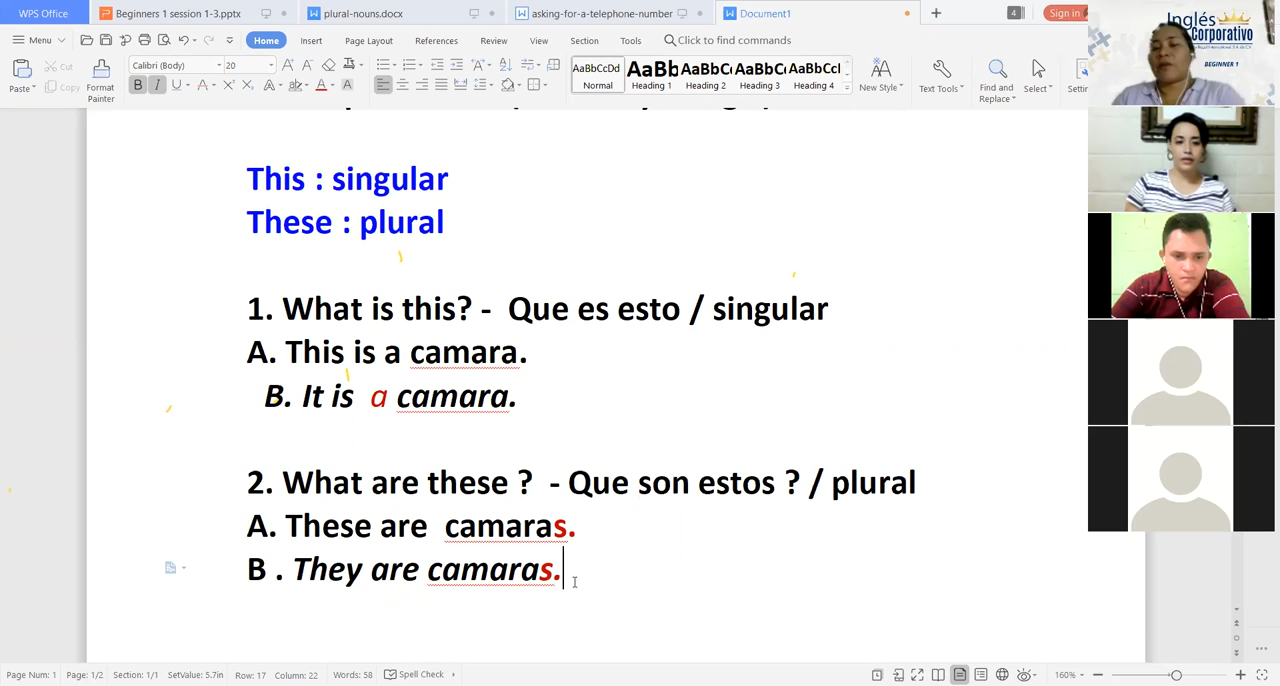 WPS Office
Beginners 1 session 1-3.pptx
plural-nouns.docx
asking-for-a-telephone-number
Document1
4
Sign in
Menu
Home
Insert
Page Layout
References
Review
View
Section
Tools
Click to find commands
Paste
Cut
Copy
Format Painter
Calibri (Body)
20
AaBbCcDd
Normal
Heading 1
Heading 2
Heading 3
Heading 4
New Style
Text Tools
Find and Replace
Select
Inglés
Corporativo
BEGINNER 1
This : singular
These : plural
1. What is this? - Que es esto / singular
A. This is a camara.
B. It is a camara.
2. What are these ? - Que son estos ? / plural
A. These are camaras.
B . They are camaras.
Page Num: 1
Page: 1/2
Section: 1/1
SetValue: 5.7in
Row: 17
Column: 22
Words: 58
Spell Check
160%